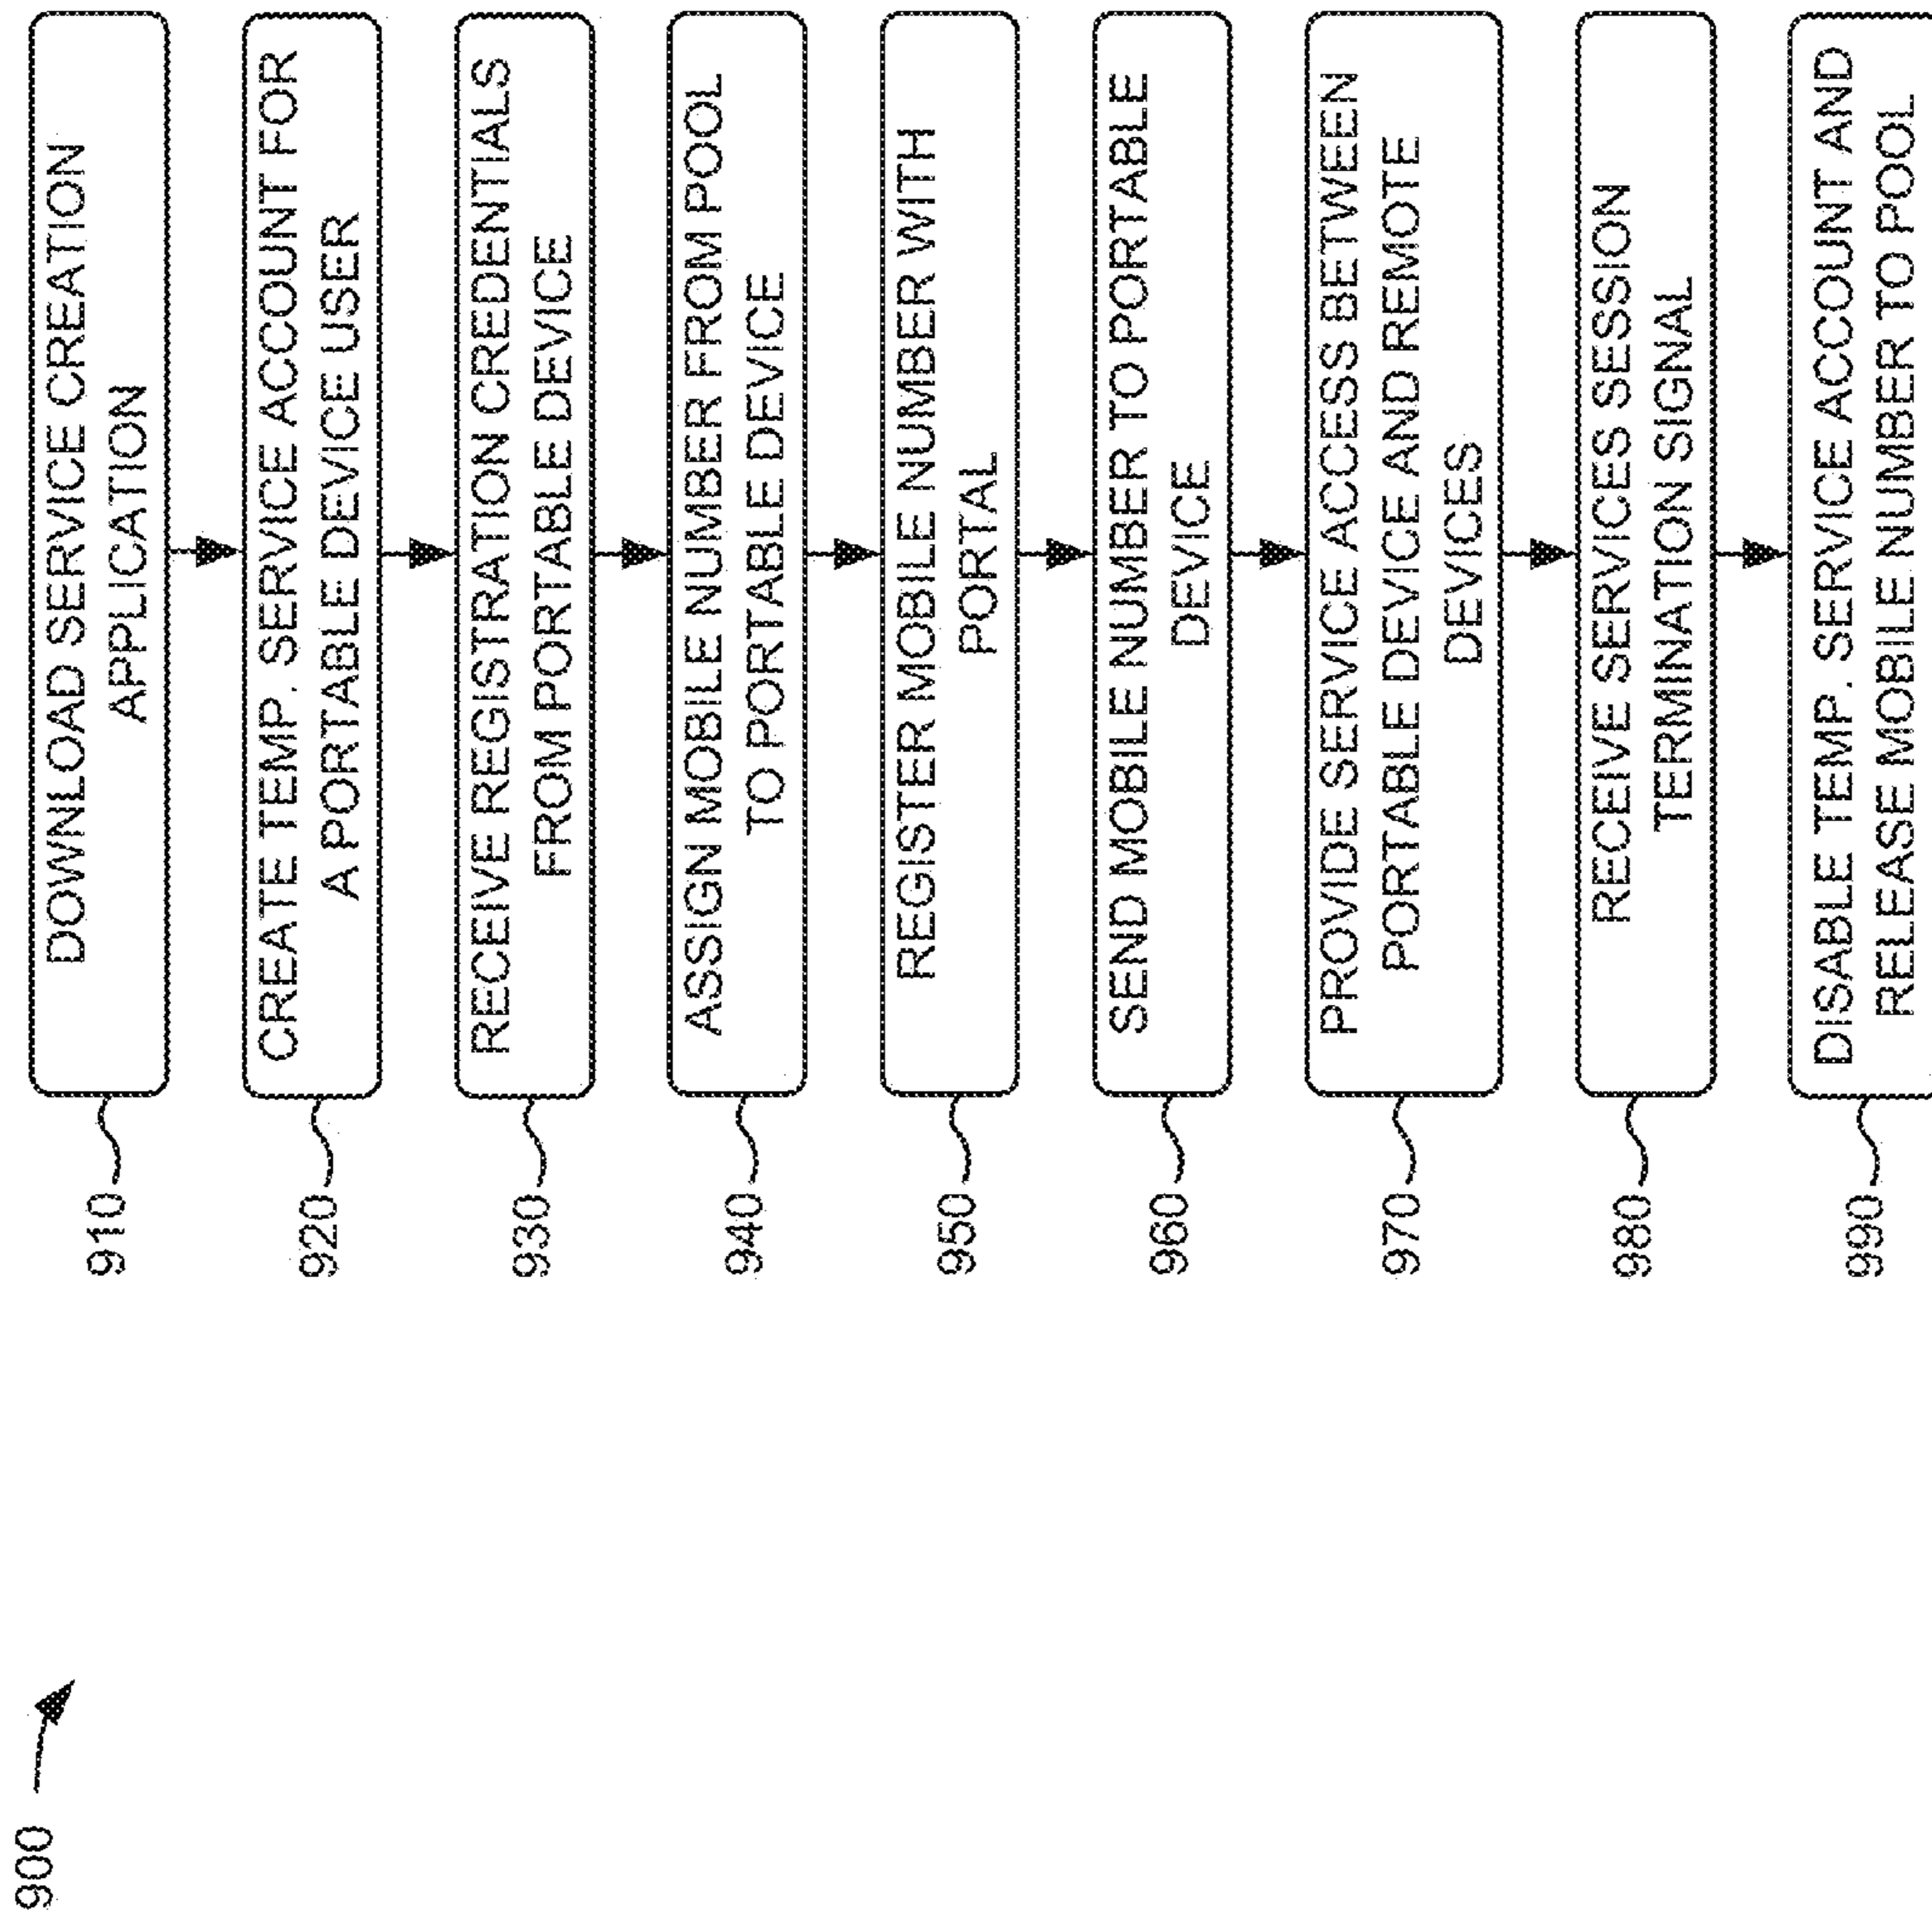 900
910
DOWNLOAD SERVICE CREATION
APPLICATION
920
CREATE TEMP. SERVICE ACCOUNT FOR
A PORTABLE DEVICE USER
930
RECEIVE REGISTRATION CREDENTIALS
FROM PORTABLE DEVICE
940
ASSIGN MOBILE NUMBER FROM POOL
TO PORTABLE DEVICE
950
REGISTER MOBILE NUMBER WITH
PORTAL
960
SEND MOBILE NUMBER TO PORTABLE
DEVICE
970
PROVIDE SERVICE ACCESS BETWEEN
PORTABLE DEVICE AND REMOTE
DEVICES
980
RECEIVE SERVICES SESSION
TERMINATION SIGNAL
990
DISABLE TEMP. SERVICE ACCOUNT AND
RELEASE MOBILE NUMBER TO POOL